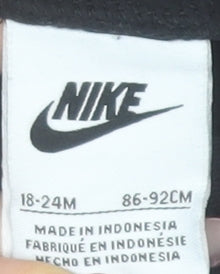 NIKE
18-24M 86-92CM
MADE IN INDONESIA
FABRIQUÉ EN INDONÉSIE
HECHO EN INDONESIA